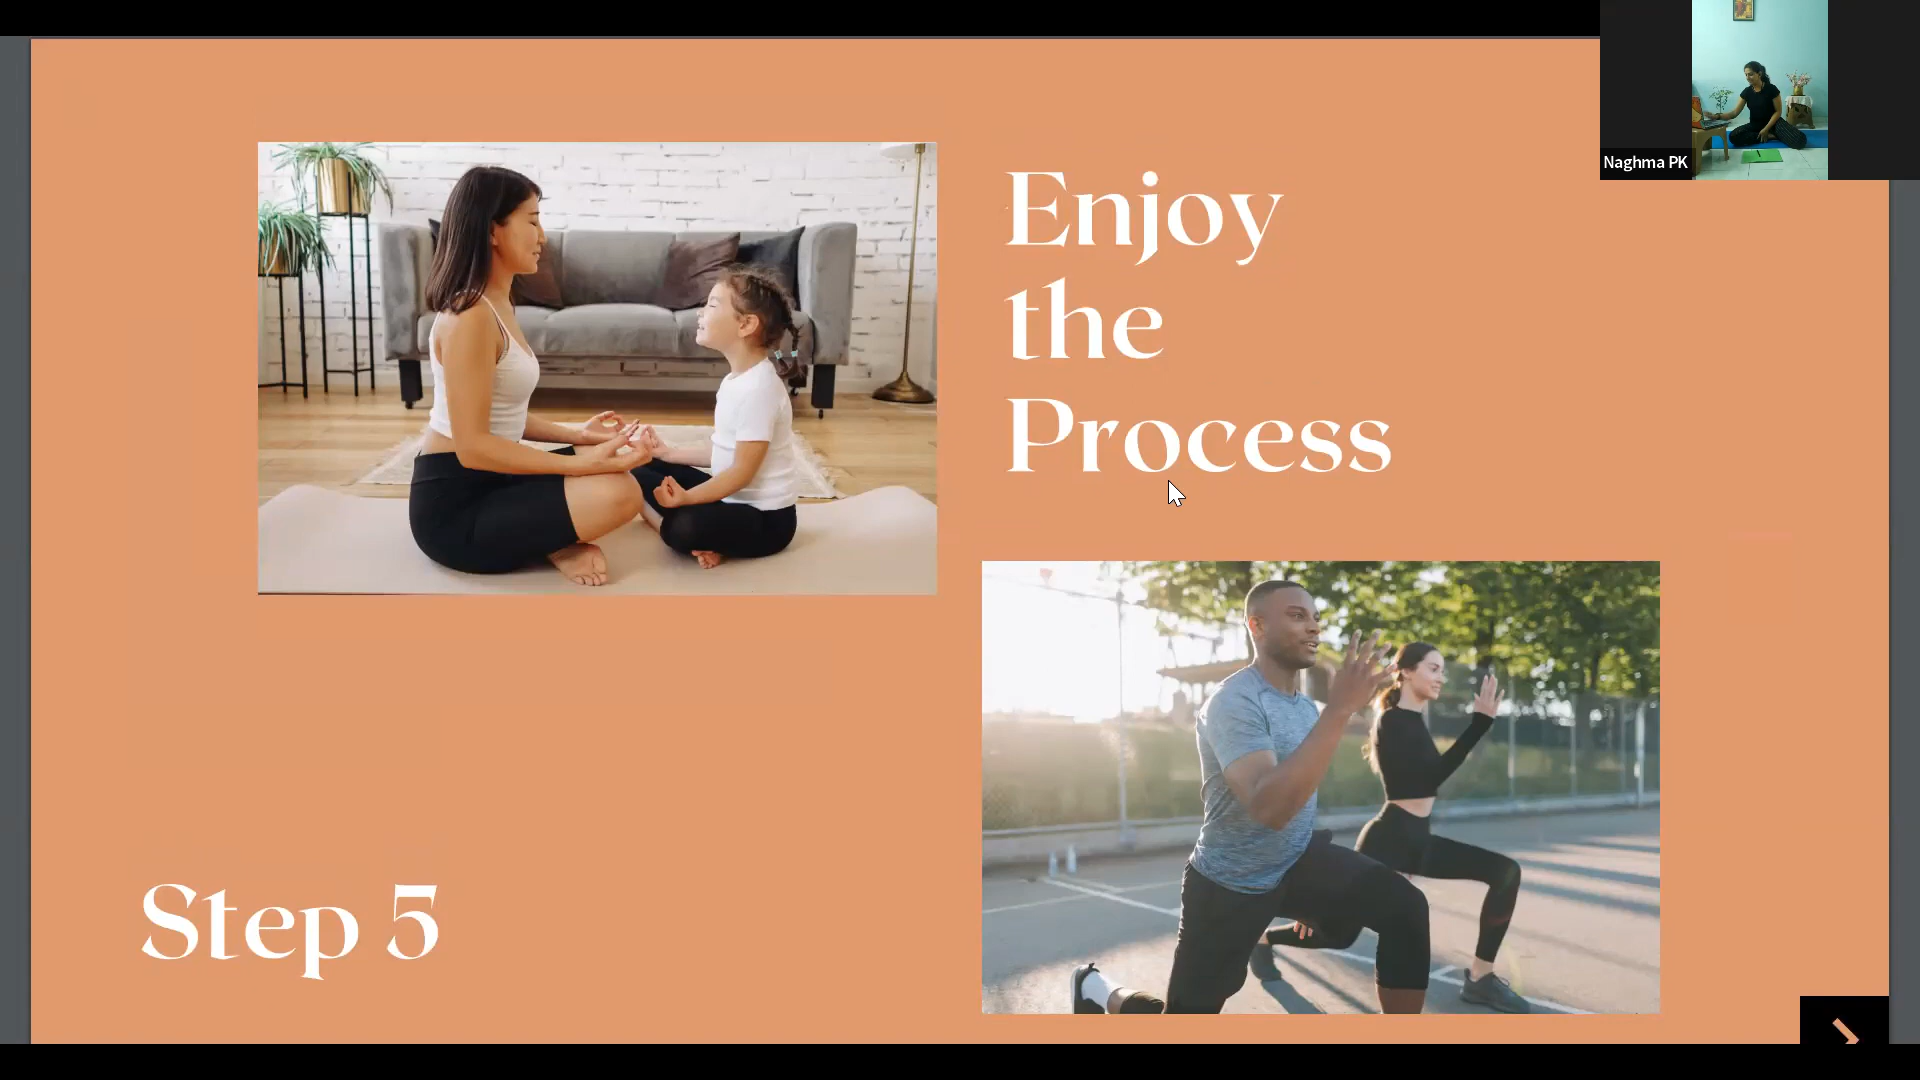 Enjoy
the
Process
Naghma PK
Step 5